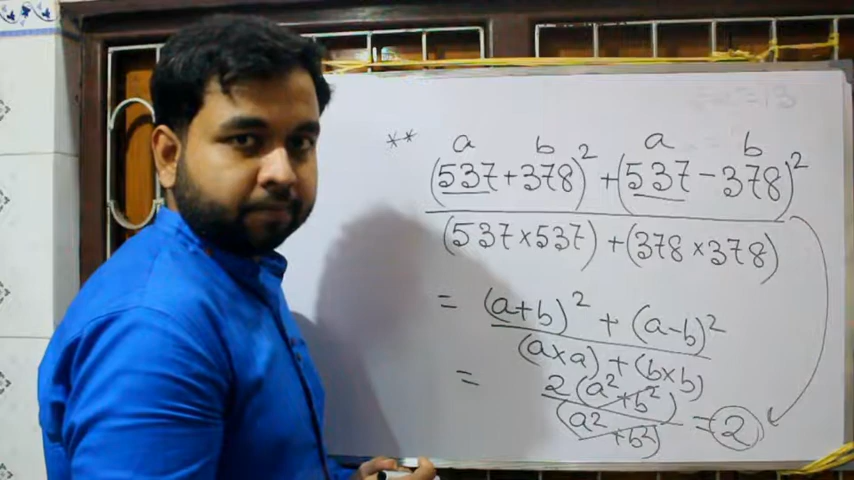 ** a b a b
(537+378)² + (537-378)²
(537×537) + (378×378)
= (a+b)² + (a-b)²
(a×a) + (b×b)
= 2(a²+b²)
(a²+b²) = 2